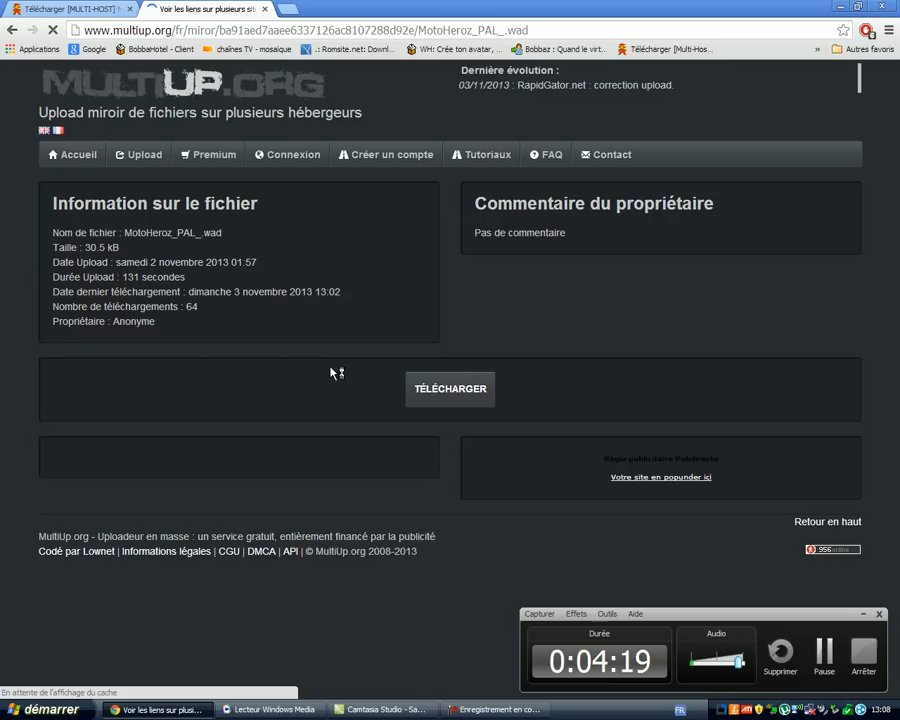 Télécharger [MULTI-HOST]
Voir les liens sur plusieurs sit
www.multiup.org/fr/miror/ba91aed7aaee6337126ec8107288d92e/MotoHeroz_PAL_.wad
Applications
Google
BobbaHotel - Client
chaînes TV - mosaïque
.: Romsite.net: Downl...
WH: Crée ton avatar, ...
Bobbaz : Quand le virt...
Télécharger [Multi-Hos...
»
Autres favoris
MULTIUP.ORG
Upload miroir de fichiers sur plusieurs hébergeurs
Dernière évolution :
03/11/2013 : RapidGator.net : correction upload.
Accueil
Upload
Premium
Connexion
Créer un compte
Tutoriaux
FAQ
Contact
Information sur le fichier
Nom de fichier : MotoHeroz_PAL_.wad
Taille : 30.5 kB
Date Upload : samedi 2 novembre 2013 01:57
Durée Upload : 131 secondes
Date dernier téléchargement : dimanche 3 novembre 2013 13:02
Nombre de téléchargements : 64
Propriétaire : Anonyme
Commentaire du propriétaire
Pas de commentaire
TÉLÉCHARGER
Régie publicitaire Pubdirecte
Votre site en popunder ici
Retour en haut
MultiUp.org - Uploadeur en masse : un service gratuit, entièrement financé par la publicité
Codé par Lownet | Informations légales | CGU | DMCA | API | © MultiUp.org 2008-2013
956 online
Capturer
Effets
Outils
Aide
Durée
0:04:19
Audio
Supprimer
Pause
Arrêter
En attente de l'affichage du cache
démarrer
Voir les liens sur plusi...
Lecteur Windows Media
Camtasia Studio - Sa...
Enregistrement en co...
FR
13:08